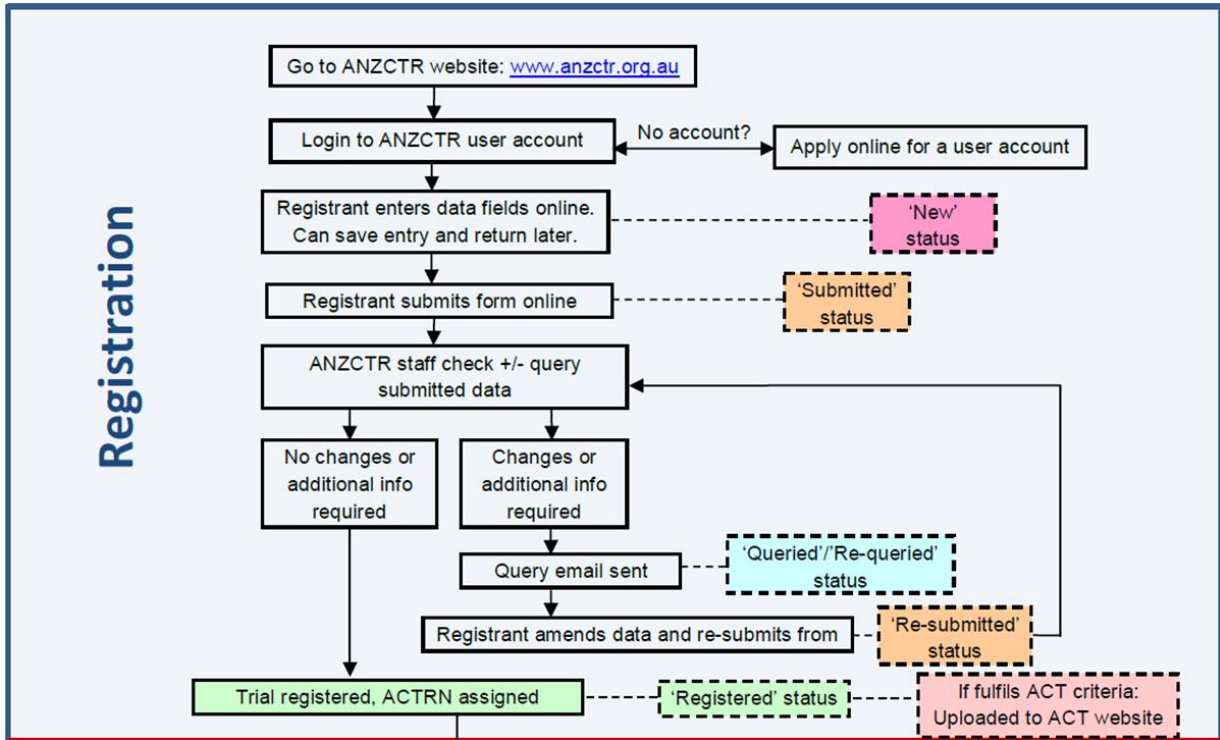 Registration
Go to ANZCTR website: www.anzctr.org.au
Login to ANZCTR user account
No account?
Apply online for a user account
Registrant enters data fields online.
Can save entry and return later.
‘New’
status
Registrant submits form online
‘Submitted’
status
ANZCTR staff check +/- query
submitted data
No changes or
additional info
required
Changes or
additional info
required
Query email sent
‘Queried’/’Re-queried’
status
Registrant amends data and re-submits from
‘Re-submitted’
status
Trial registered, ACTRN assigned
‘Registered’ status
If fulfils ACT criteria:
Uploaded to ACT website